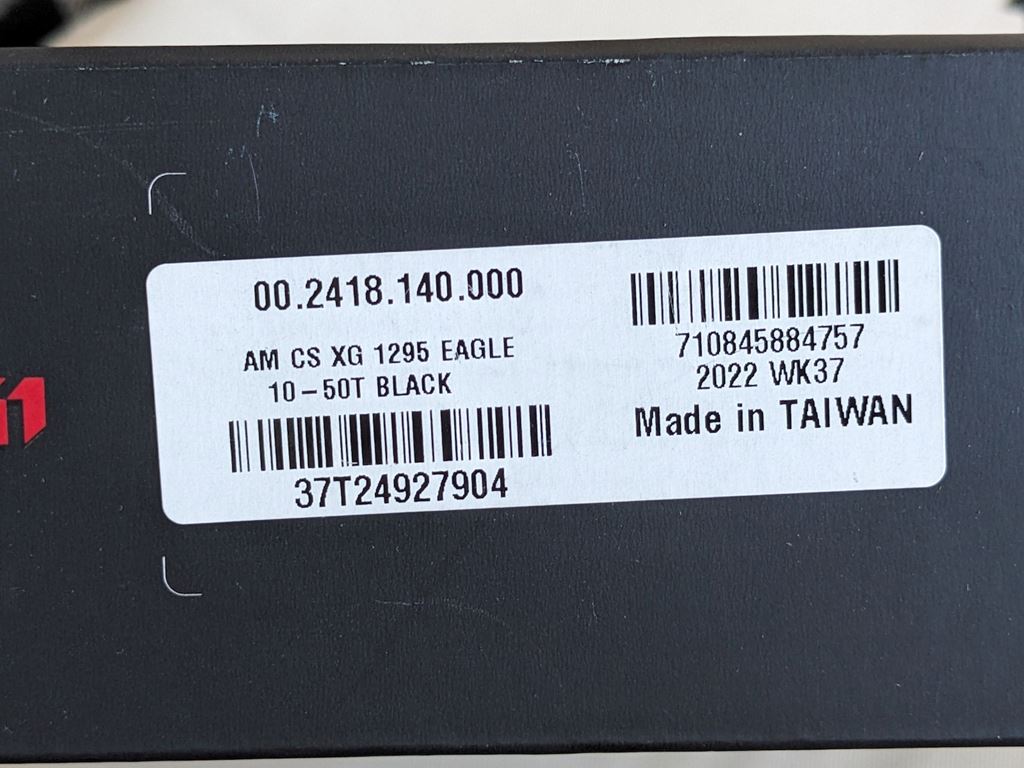 00.2418.140.000
AM CS XG 1295 EAGLE
10-50T BLACK
37T24927904
710845884757
2022 WK37
Made in TAIWAN